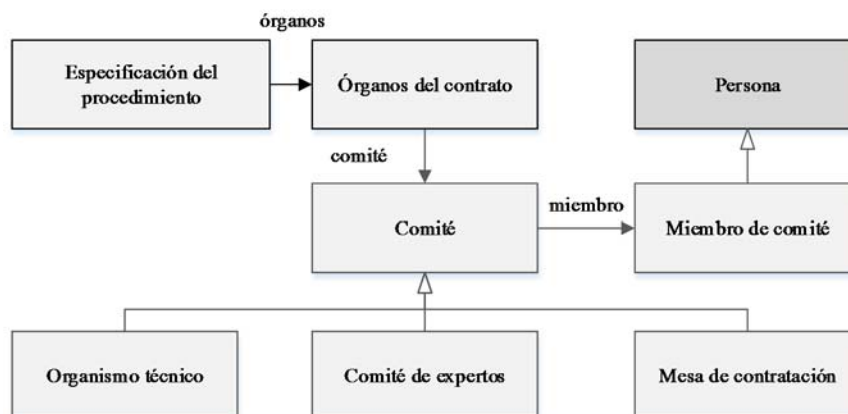 órganos
Especificación del
procedimiento
Órganos del contrato
Persona
comité
Comité
miembro
Miembro de comité
Organismo técnico
Comité de expertos
Mesa de contratación